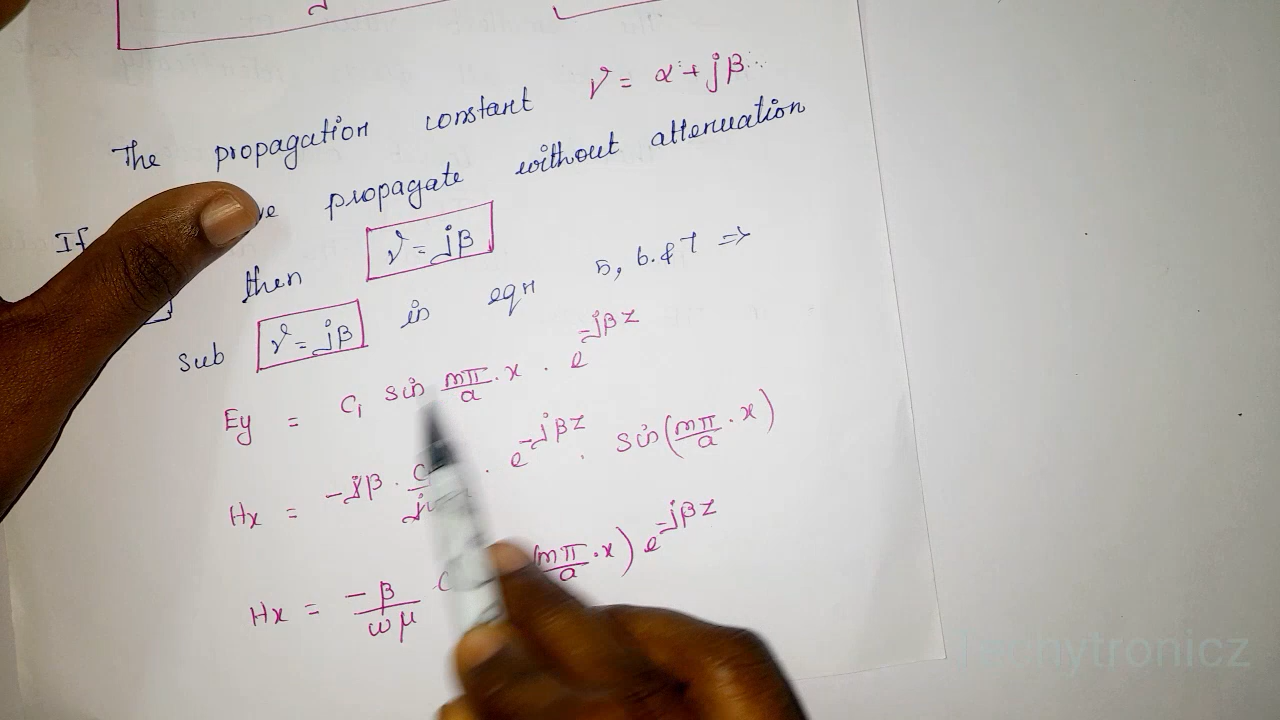 The propagation constant γ = α + jβ
If propagate without attenuation
then γ = jβ
sub γ = jβ in eqn 5, 6. & 7 ⇒
Ey = C₁ sin mπ/a · x · e^-jβz
Hx = -jβ · · e^-jβz · sin(mπ/a · x)
Hx = -β/ωμ (mπ/a · x) e^-jβz
Techytronicz